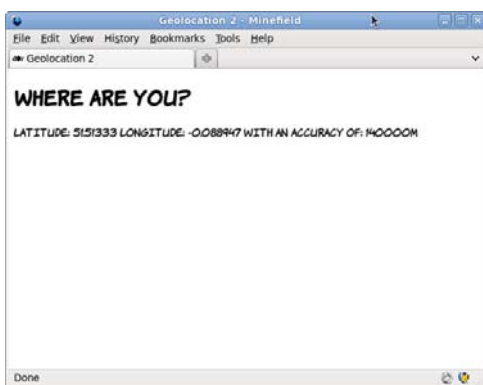 Geolocation 2 - Minefield
File Edit View History Bookmarks Tools Help
Geolocation 2
WHERE ARE YOU?
LATITUDE: 51.51333 LONGITUDE: -0.088947 WITH AN ACCURACY OF: 140000M
Done